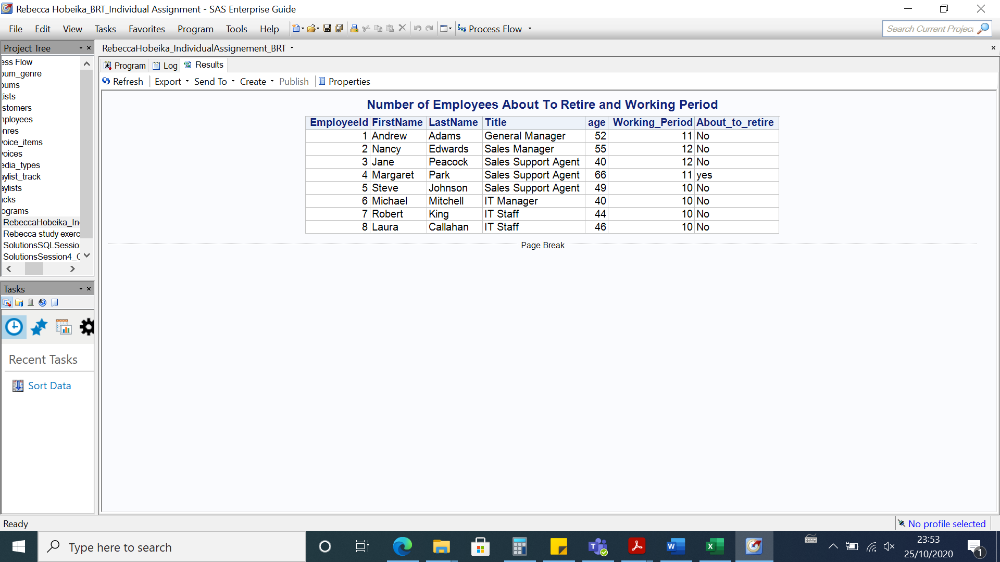 Rebecca Hobeika_BRT_Individual Assignment - SAS Enterprise Guide
File Edit View Tasks Favorites Program Tools Help Process Flow Search Current Project
Project Tree
RebeccaHobeika_IndividualAssignement_BRT
ess Flow
oum_genre
oums
tists
stomers
nployees
enres
voice_items
voices
edia_types
aylist_track
aylists
acks
ograms
RebeccaHobeika_In
Rebecca study exerc
SolutionsSQLSessio
SolutionsSession4_
Program Log Results
Refresh Export Send To Create Publish Properties
Number of Employees About To Retire and Working Period
EmployeeId FirstName LastName Title age Working_Period About_to_retire
1 Andrew Adams General Manager 52 11 No
2 Nancy Edwards Sales Manager 55 12 No
3 Jane Peacock Sales Support Agent 40 12 No
4 Margaret Park Sales Support Agent 66 11 yes
5 Steve Johnson Sales Support Agent 49 10 No
6 Michael Mitchell IT Manager 40 10 No
7 Robert King IT Staff 44 10 No
8 Laura Callahan IT Staff 46 10 No
Page Break
Tasks
Recent Tasks
Sort Data
Ready
No profile selected
Type here to search
23:53
25/10/2020
1